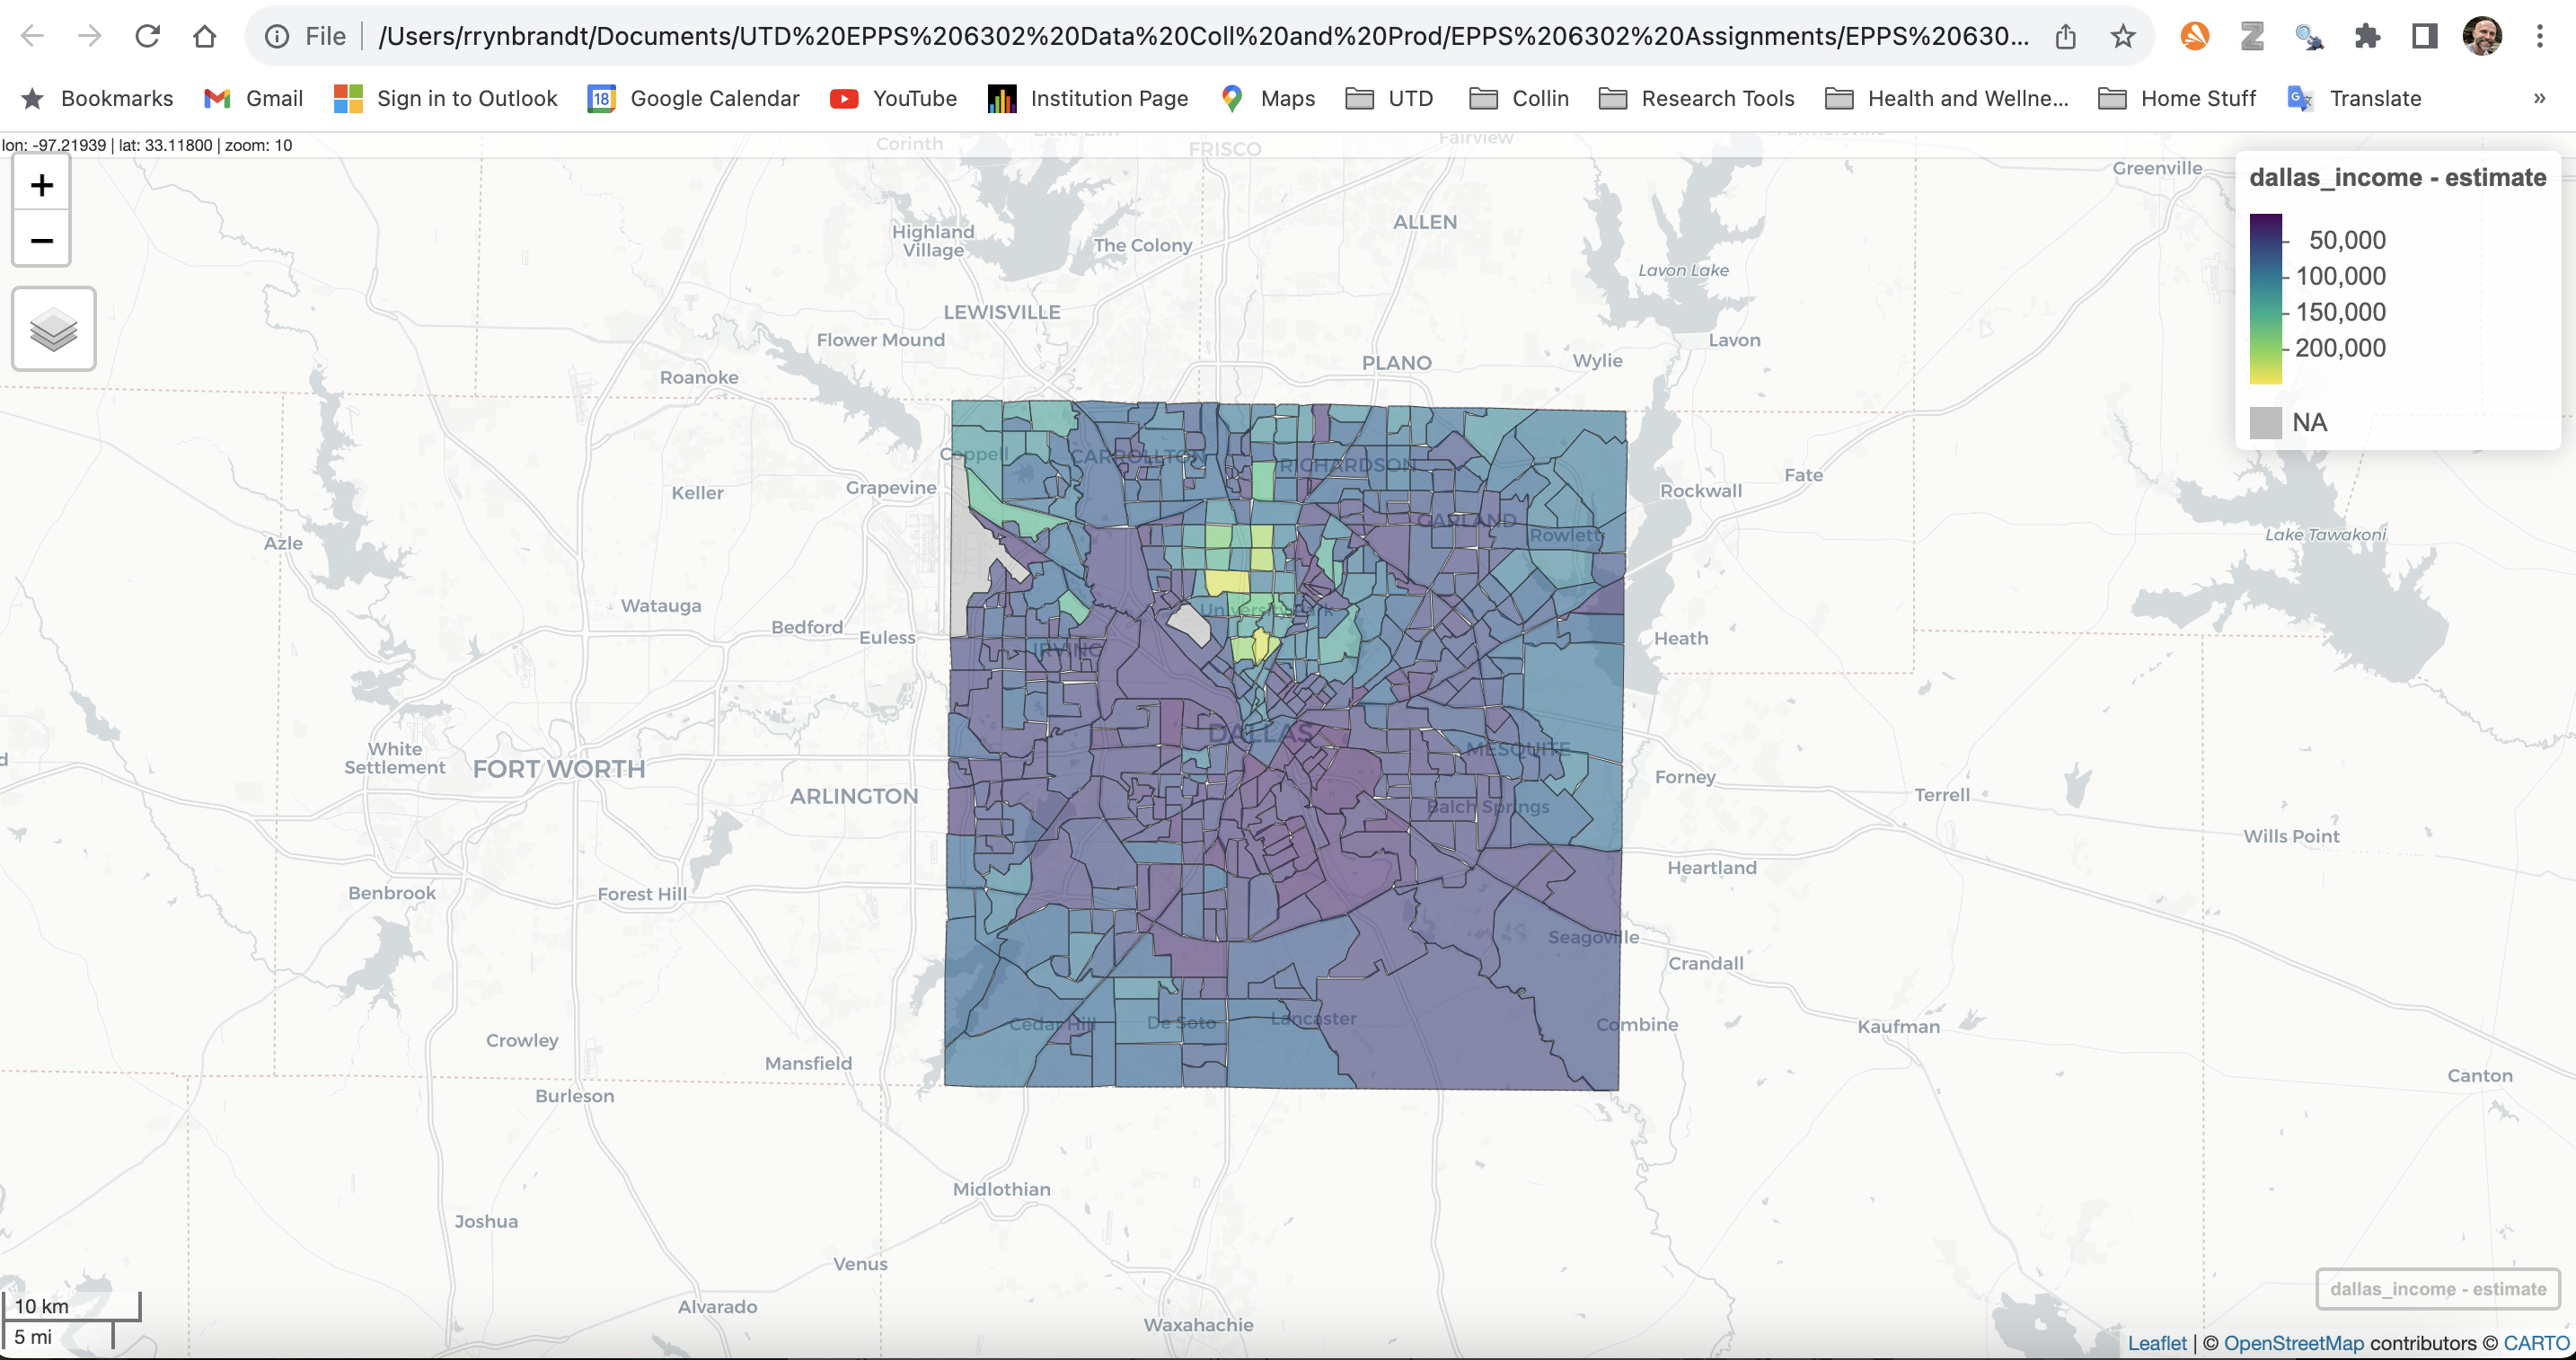 File /Users/rrynbrandt/Documents/UTD%20EPPS%206302%20Data%20Coll%20and%20Prod/EPPS%206302%20Assignments/EPPS%20630...
Bookmarks Gmail Sign in to Outlook 18 Google Calendar YouTube Institution Page Maps UTD Collin Research Tools Health and Wellne... Home Stuff Translate »
lon: -97.21939 | lat: 33.11800 | zoom: 10
+
−
dallas_income - estimate
50,000
100,000
150,000
200,000
NA
Corinth
Little Elm
FRISCO
Fairview
Farmersville
Greenville
Highland
Village
The Colony
ALLEN
Lavon Lake
LEWISVILLE
Flower Mound
Lavon
Roanoke
PLANO
Wylie
Coppell
CARROLLTON
RICHARDSON
Keller
Grapevine
Rockwall
Fate
Azle
GARLAND
Rowlett
Lake Tawakoni
Watauga
Bedford
Euless
University Park
Heath
IRVING
White
Settlement
FORT WORTH
DALLAS
MESQUITE
Forney
ARLINGTON
Balch Springs
Terrell
Wills Point
Benbrook
Forest Hill
Heartland
Seagoville
Crandall
Crowley
Mansfield
Cedar Hill
De Soto
Lancaster
Combine
Kaufman
Burleson
Canton
Midlothian
Joshua
Venus
Alvarado
Waxahachie
10 km
5 mi
dallas_income - estimate
Leaflet | © OpenStreetMap contributors © CARTO